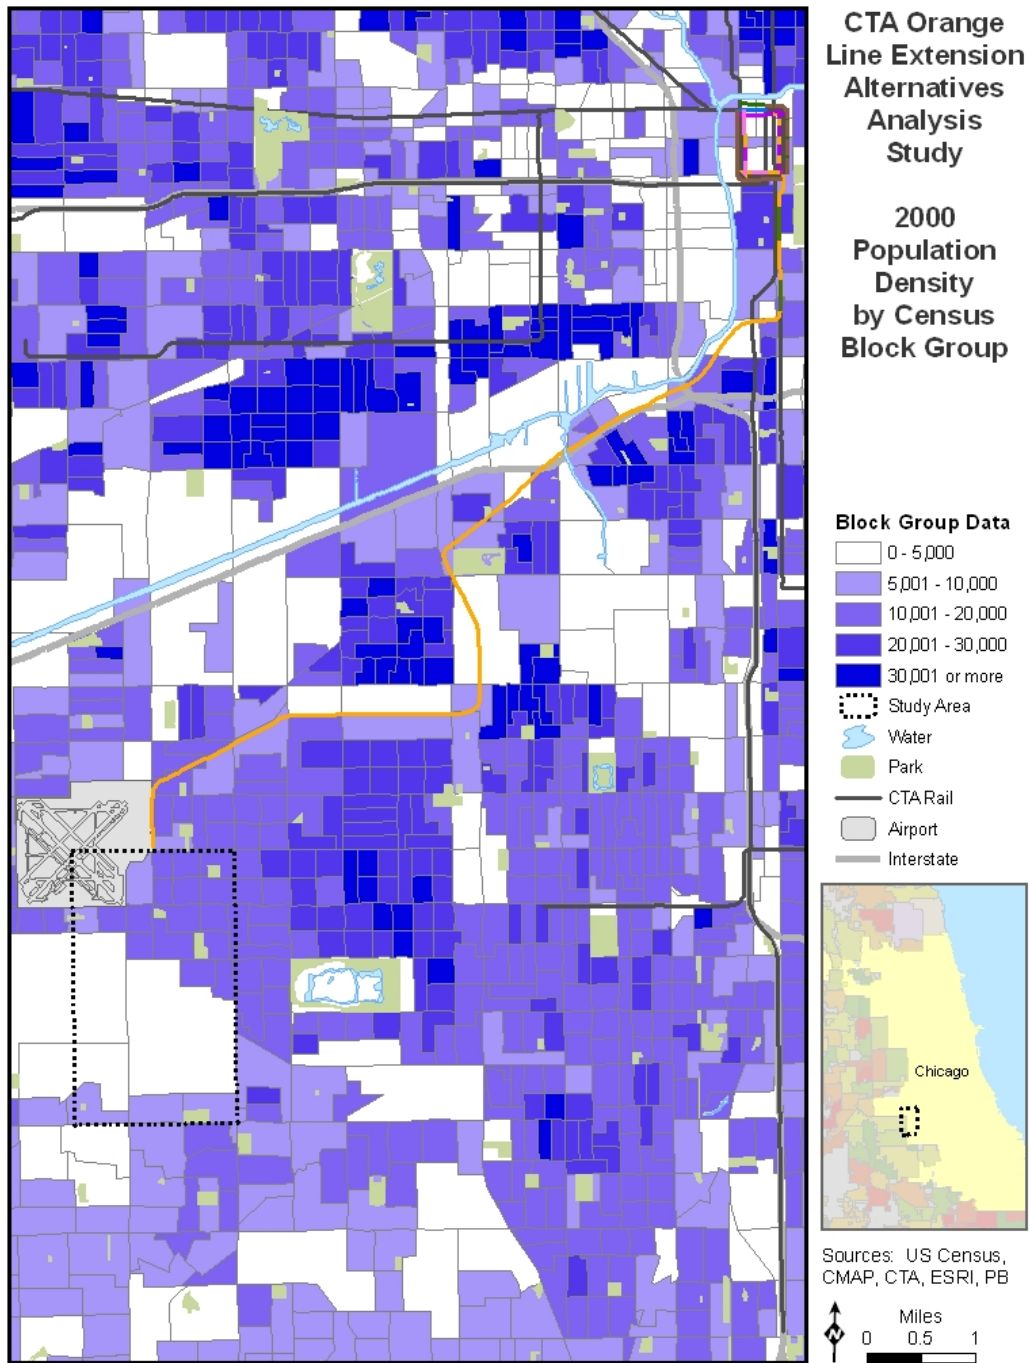 CTA Orange
Line Extension
Alternatives
Analysis
Study
2000
Population
Density
by Census
Block Group
Block Group Data
0 - 5,000
5,001 - 10,000
10,001 - 20,000
20,001 - 30,000
30,001 or more
Study Area
Water
Park
CTA Rail
Airport
Interstate
Chicago
Sources: US Census,
CMAP, CTA, ESRI, PB
N
Miles
0 0.5 1